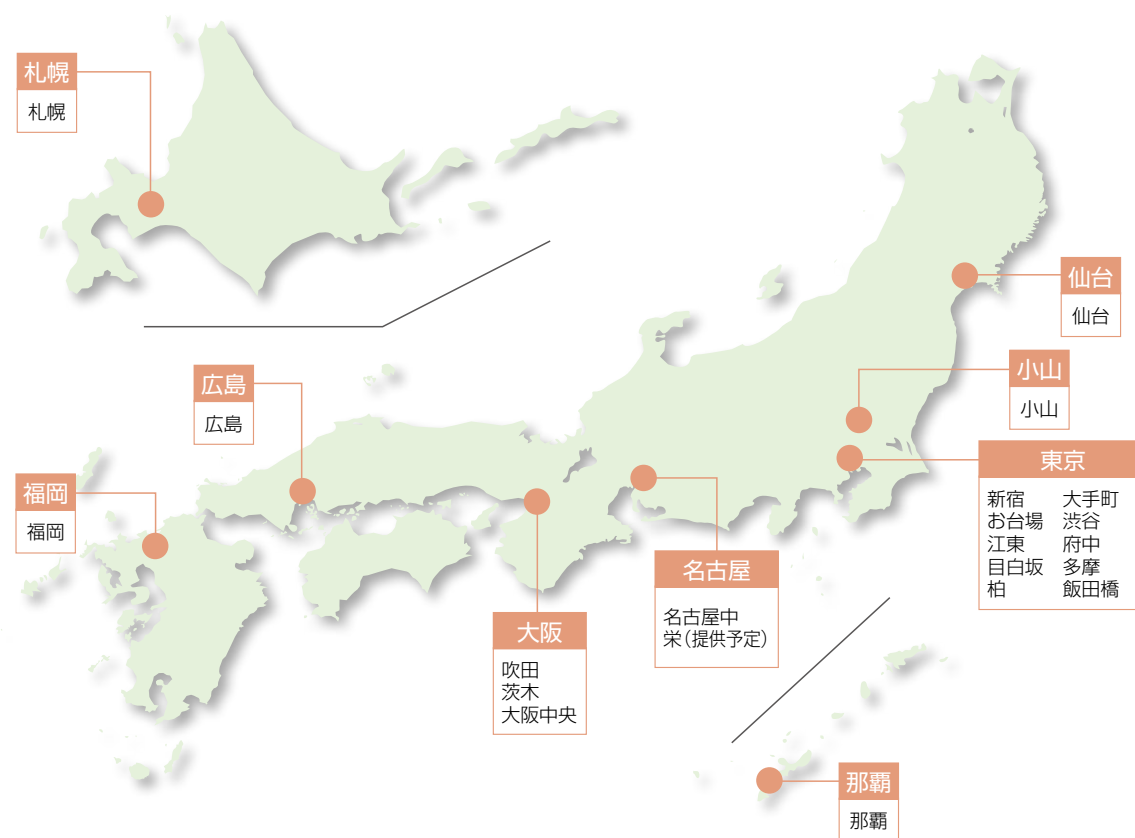 札幌
札幌
仙台
仙台
小山
小山
広島
広島
東京
新宿 大手町
お台場 渋谷
江東 府中
目白坂 多摩
柏 飯田橋
福岡
福岡
名古屋
名古屋中
栄(提供予定)
大阪
吹田
茨木
大阪中央
那覇
那覇